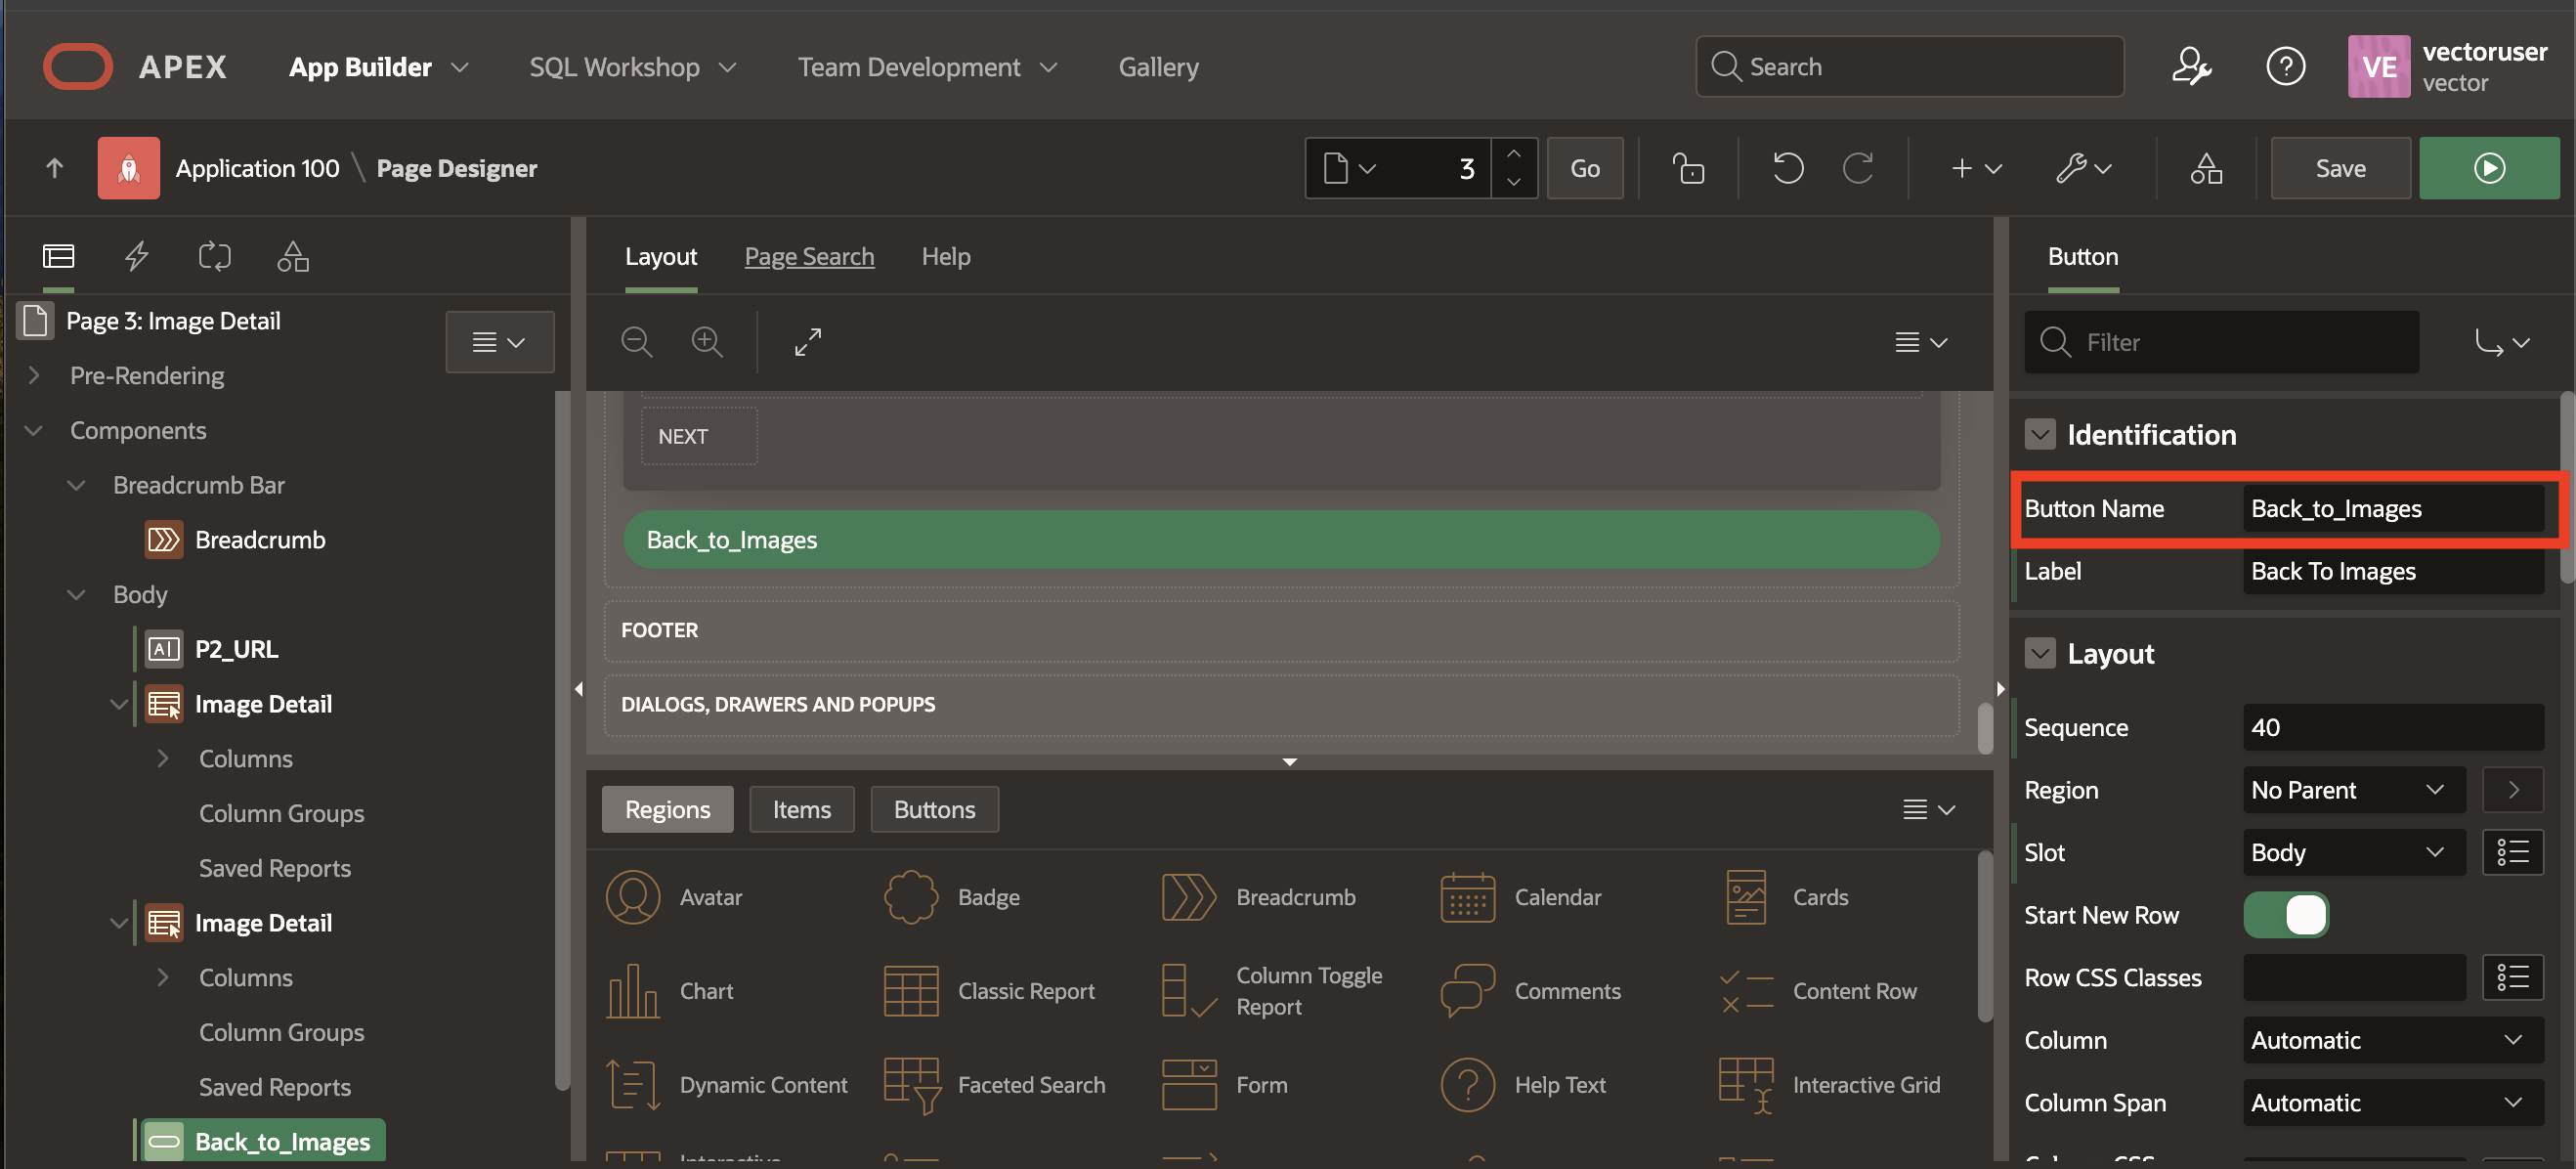 APEX
App Builder
SQL Workshop
Team Development
Gallery
Search
VE
vectoruser
vector
Application 100 \ Page Designer
3
Go
Save
Page 3: Image Detail
Pre-Rendering
Components
Breadcrumb Bar
Breadcrumb
Body
P2_URL
Image Detail
Columns
Column Groups
Saved Reports
Image Detail
Columns
Column Groups
Saved Reports
Back_to_Images
Layout
Page Search
Help
NEXT
Back_to_Images
FOOTER
DIALOGS, DRAWERS AND POPUPS
Regions
Items
Buttons
Avatar
Badge
Breadcrumb
Calendar
Cards
Chart
Classic Report
Column Toggle
Report
Comments
Content Row
Dynamic Content
Faceted Search
Form
Help Text
Interactive Grid
Interactive
Button
Filter
Identification
Button Name Back_to_Images
Label Back To Images
Layout
Sequence 40
Region No Parent
Slot Body
Start New Row
Row CSS Classes
Column Automatic
Column Span Automatic
Column CSS